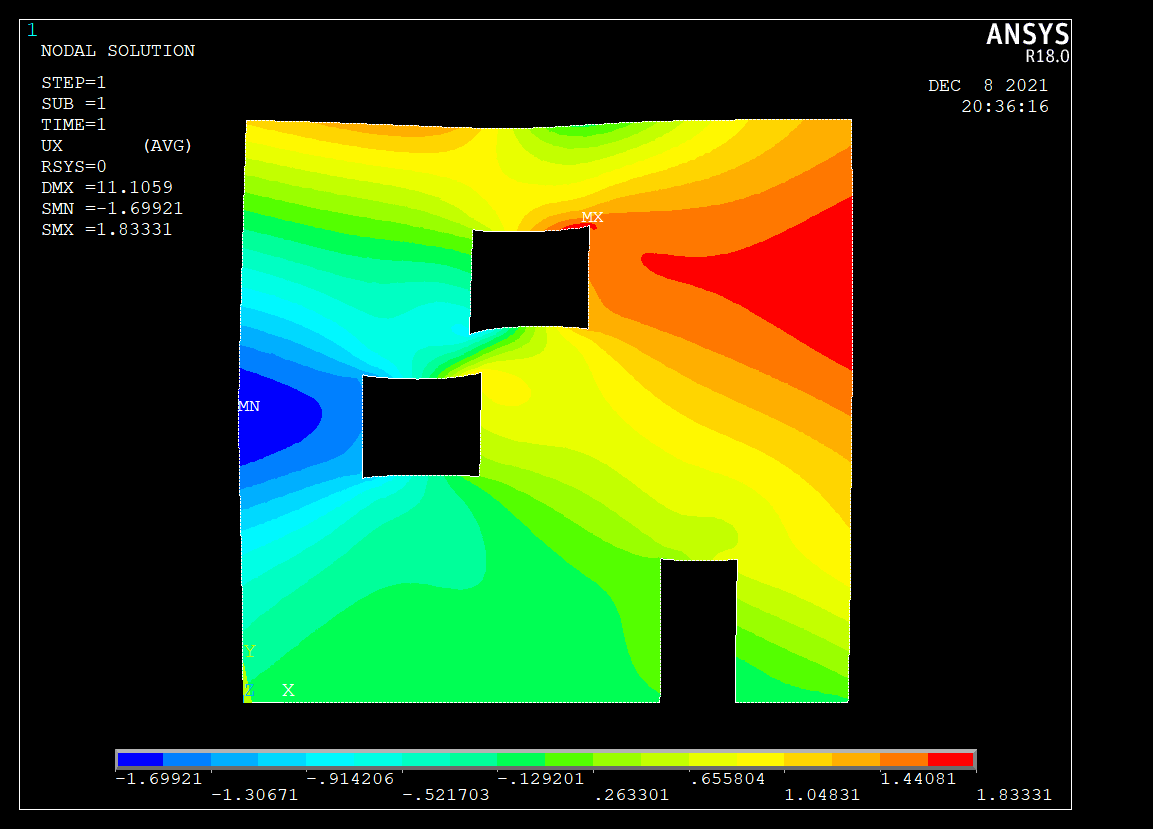 1
ANSYS
R18.0
NODAL SOLUTION
STEP=1
SUB =1
TIME=1
UX (AVG)
RSYS=0
DMX =11.1059
SMN =-1.69921
SMX =1.83331
DEC 8 2021
20:36:16
MX
MN
Y
Z X
-1.69921 -.914206 -.129201 .655804 1.44081
-1.30671 -.521703 .263301 1.04831 1.83331